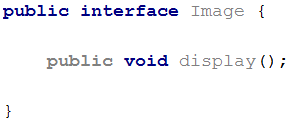 public interface Image {
public void display();
}